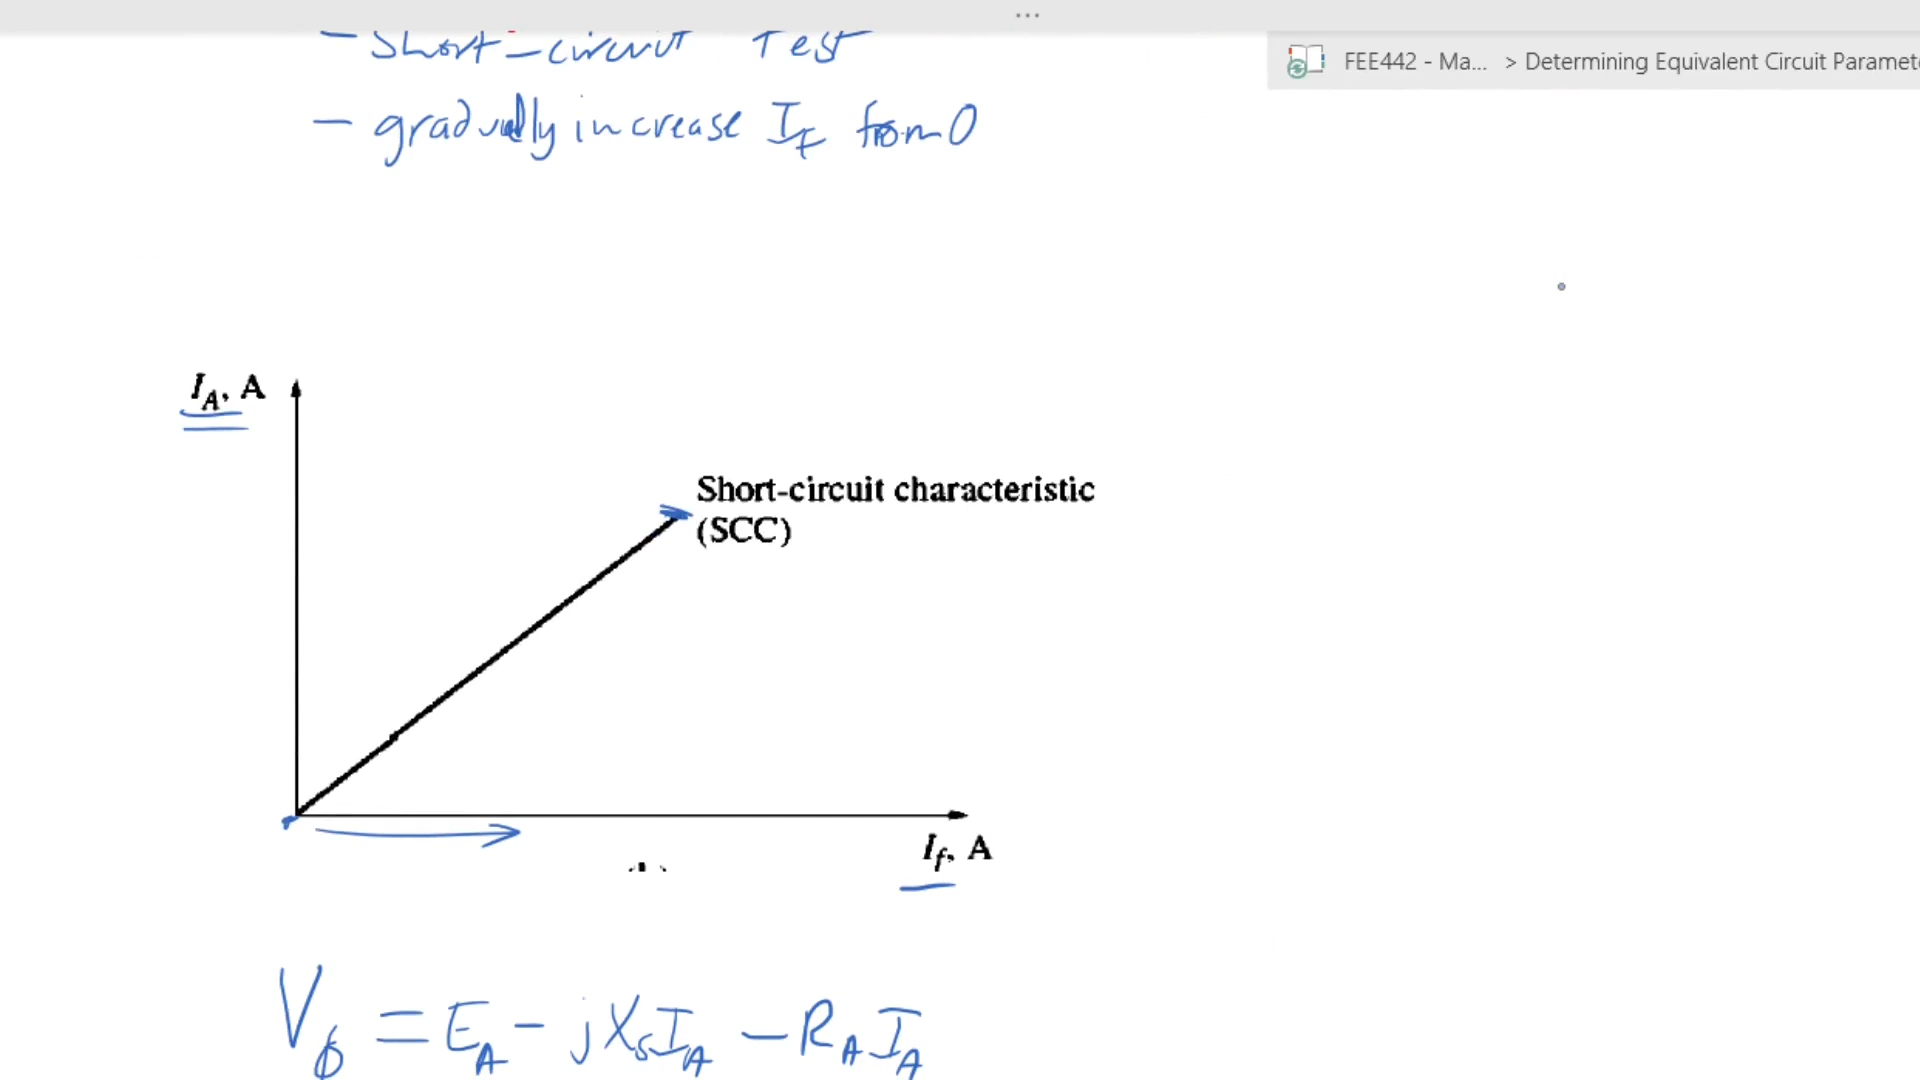 ...
– Short-circuit Test
FEE442 - Ma... > Determining Equivalent Circuit Paramet
– gradually increase I_F from 0
I_A, A
Short-circuit characteristic
(SCC)
I_f, A
V_ϕ = E_A - jX_S I_A - R_A I_A